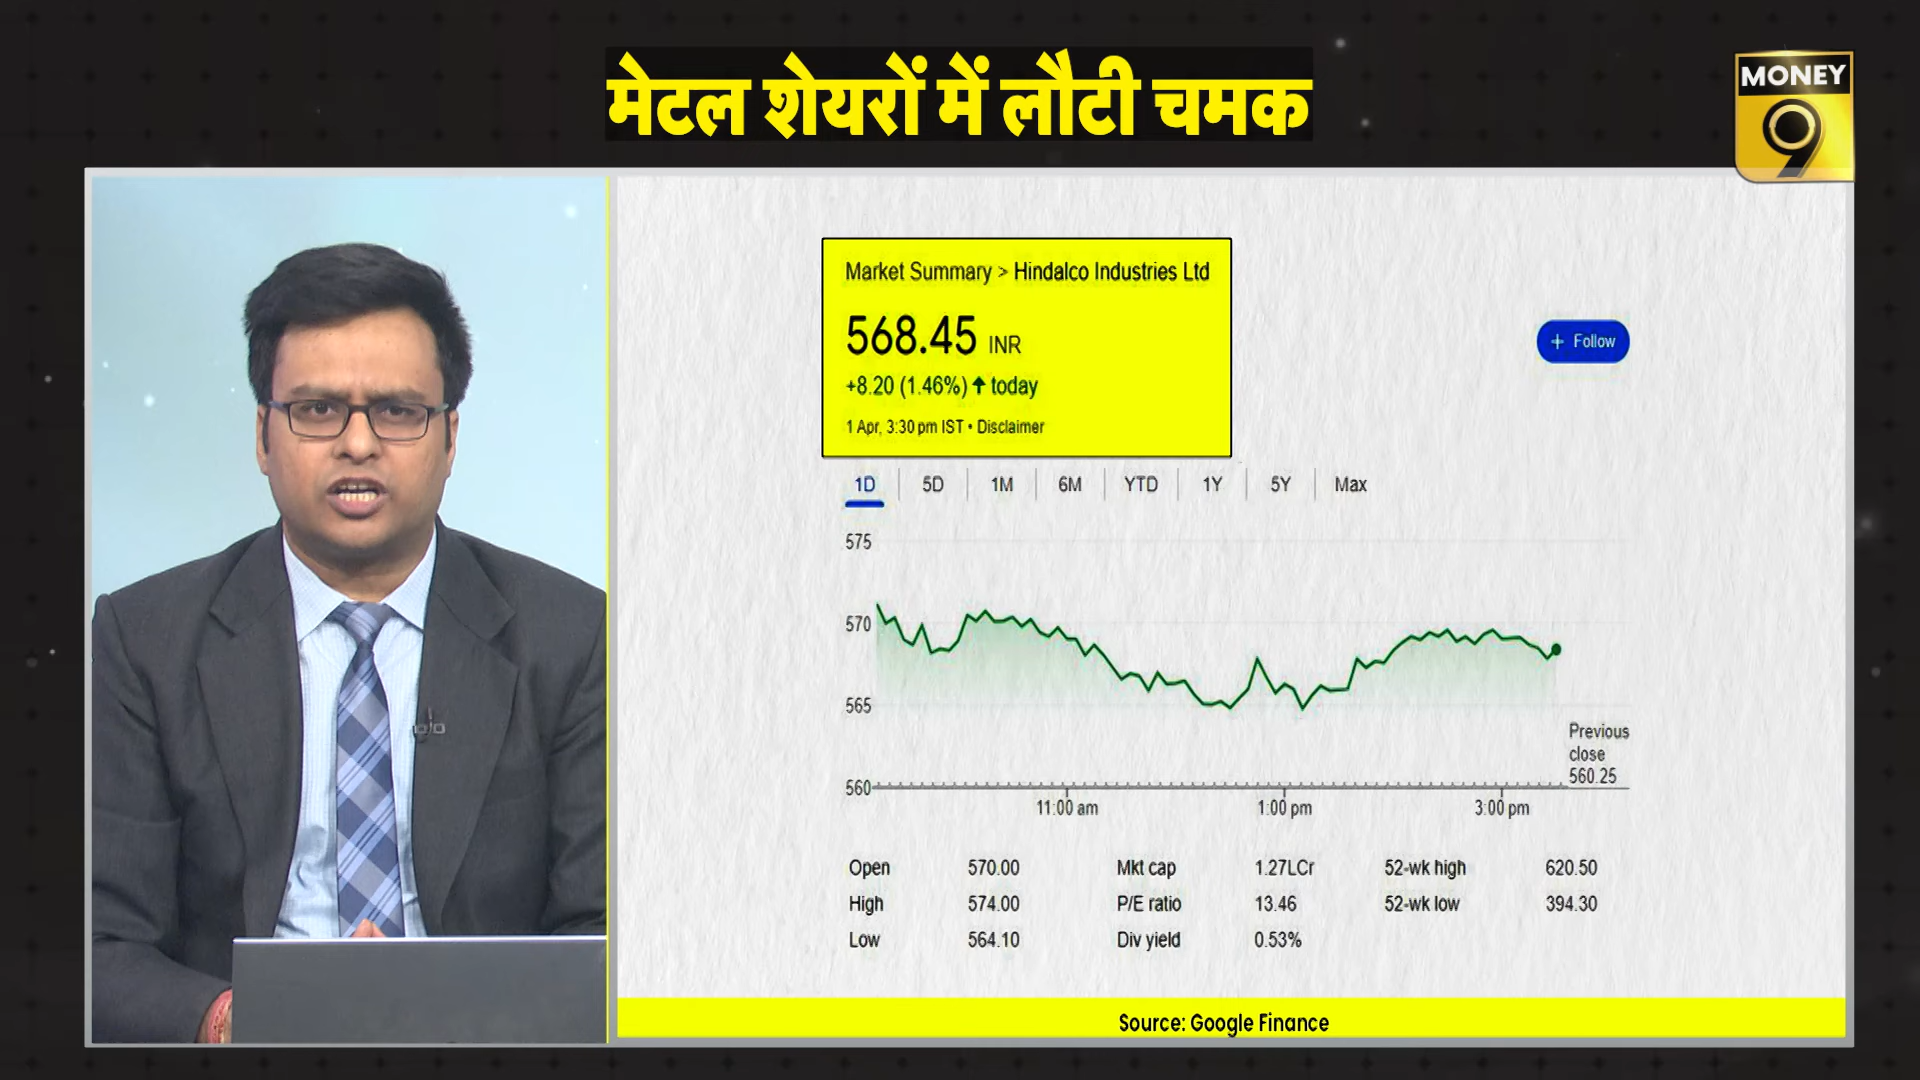 मेटल शेयरों में लौटी चमक
MONEY
9
Market Summary > Hindalco Industries Ltd
568.45 INR
+8.20 (1.46%) ↑ today
1 Apr, 3:30 pm IST • Disclaimer
+ Follow
1D 5D 1M 6M YTD 1Y 5Y Max
575
570
565
560
Previous
close
560.25
11:00 am 1:00 pm 3:00 pm
Open 570.00 Mkt cap 1.27LCr 52-wk high 620.50
High 574.00 P/E ratio 13.46 52-wk low 394.30
Low 564.10 Div yield 0.53%
Source: Google Finance